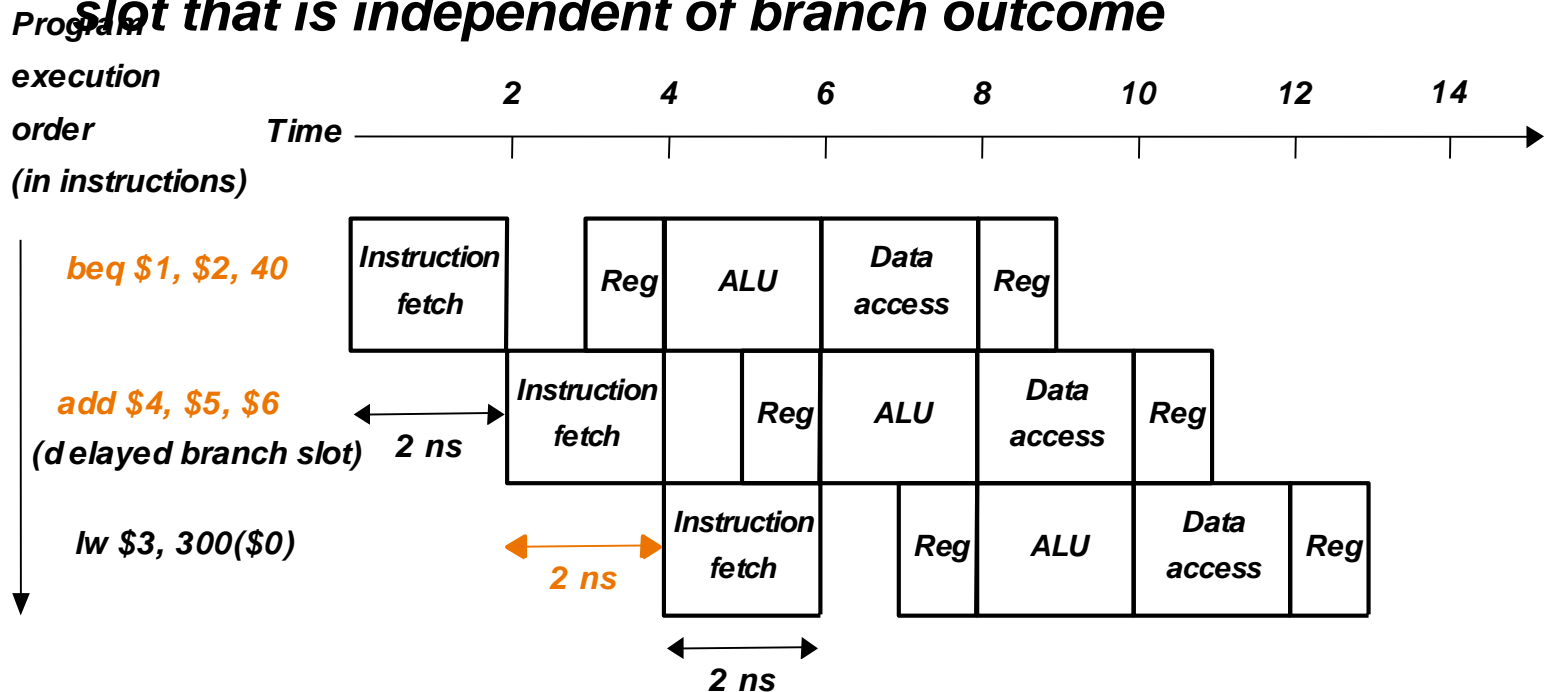 slot that is independent of branch outcome
Program
execution
order
(in instructions)
Time
2 4 6 8 10 12 14
beq $1, $2, 40
Instruction
fetch
Reg
ALU
Data
access
Reg
add $4, $5, $6
(d elayed branch slot)
2 ns
Instruction
fetch
Reg
ALU
Data
access
Reg
lw $3, 300($0)
2 ns
Instruction
fetch
Reg
ALU
Data
access
Reg
2 ns